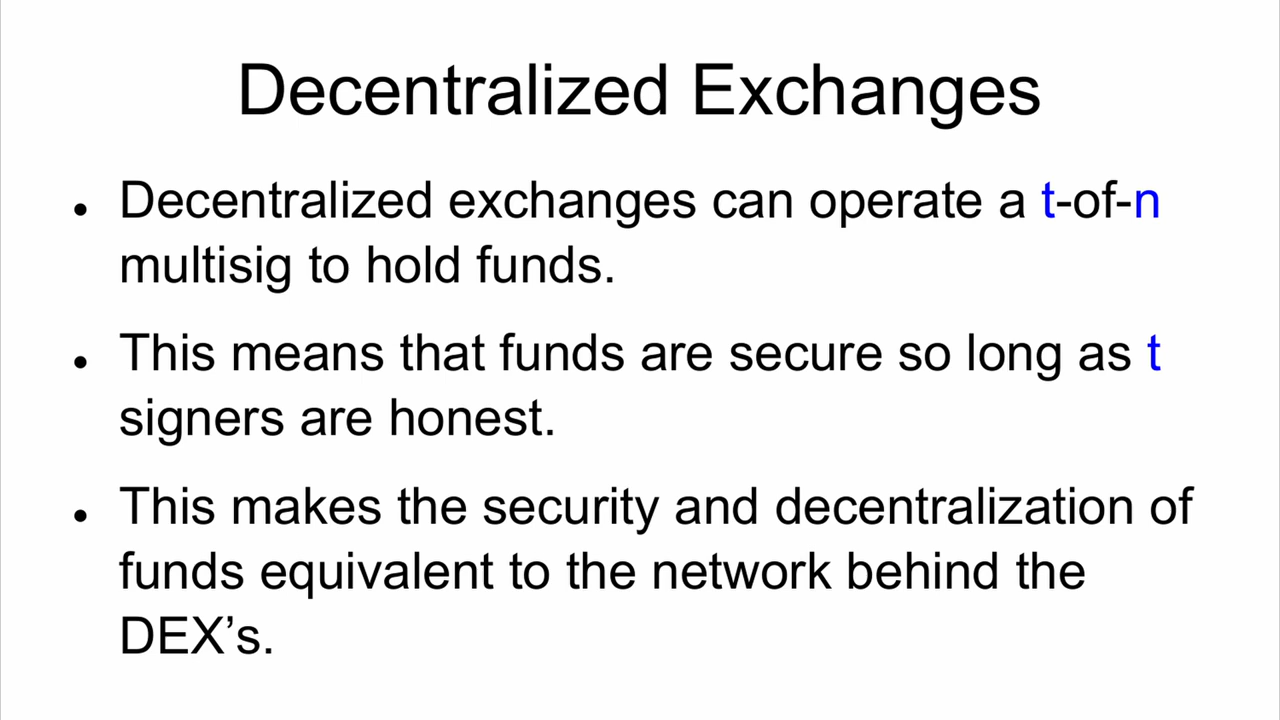 Decentralized Exchanges
• Decentralized exchanges can operate a t-of-n
multisig to hold funds.
• This means that funds are secure so long as t
signers are honest.
• This makes the security and decentralization of
funds equivalent to the network behind the
DEX’s.